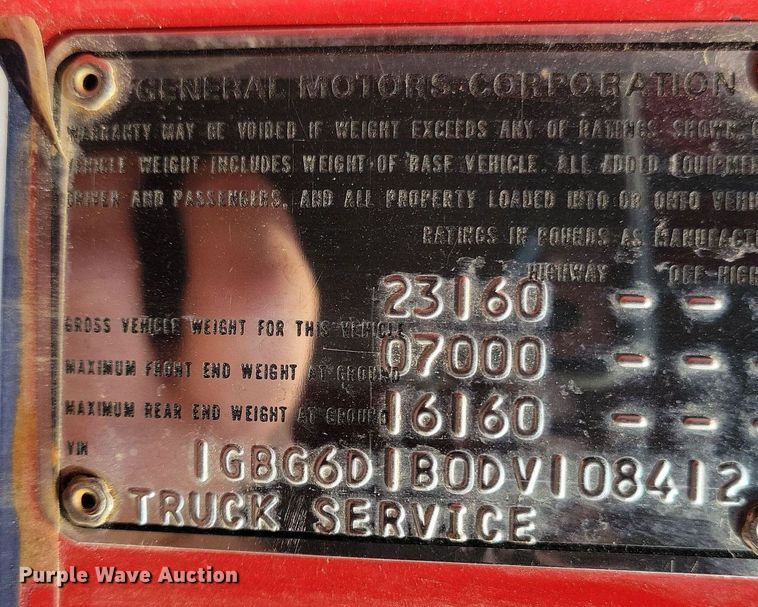 GENERAL MOTORS CORPORATION
WARRANTY MAY BE VOIDED IF WEIGHT EXCEEDS ANY OF RATINGS SHOWN.
VEHICLE WEIGHT INCLUDES WEIGHT OF BASE VEHICLE. ALL ADDED EQUIPME
DRIVER AND PASSENGERS, AND ALL PROPERTY LOADED INTO OR ONTO VEHI
RATINGS IN POUNDS AS MANUFACT
HIGHWAY OFF-HIGH
GROSS VEHICLE WEIGHT FOR THIS VEHICLE 23160 - -
MAXIMUM FRONT END WEIGHT AT GROUND 07000 - - -
MAXIMUM REAR END WEIGHT AT GROUND 16160 - - -
VIN 1GBG6D1B0DV108412
TRUCK SERVICE
Purple Wave Auction